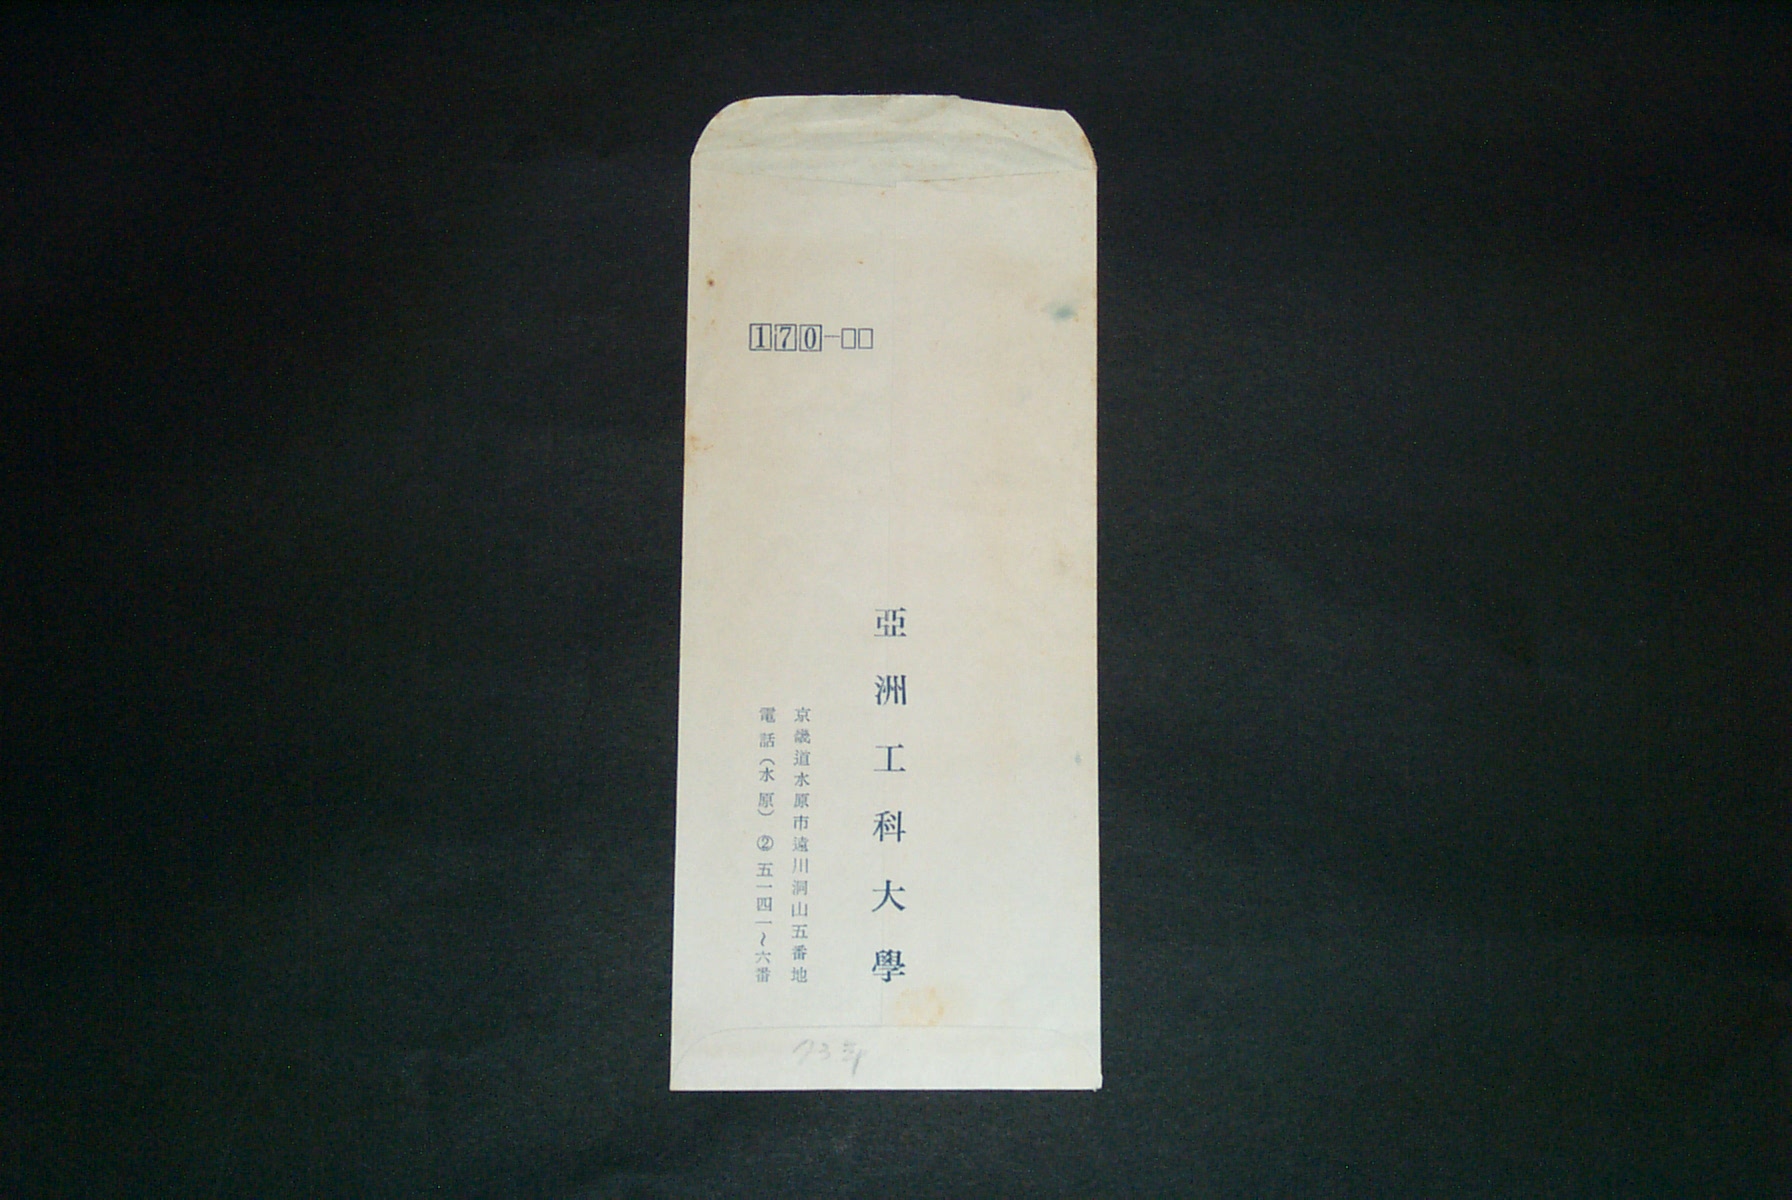 170-
亞洲工科大學
京畿道水原市遠川洞山五番地
電話(水原)②五一四一~六番